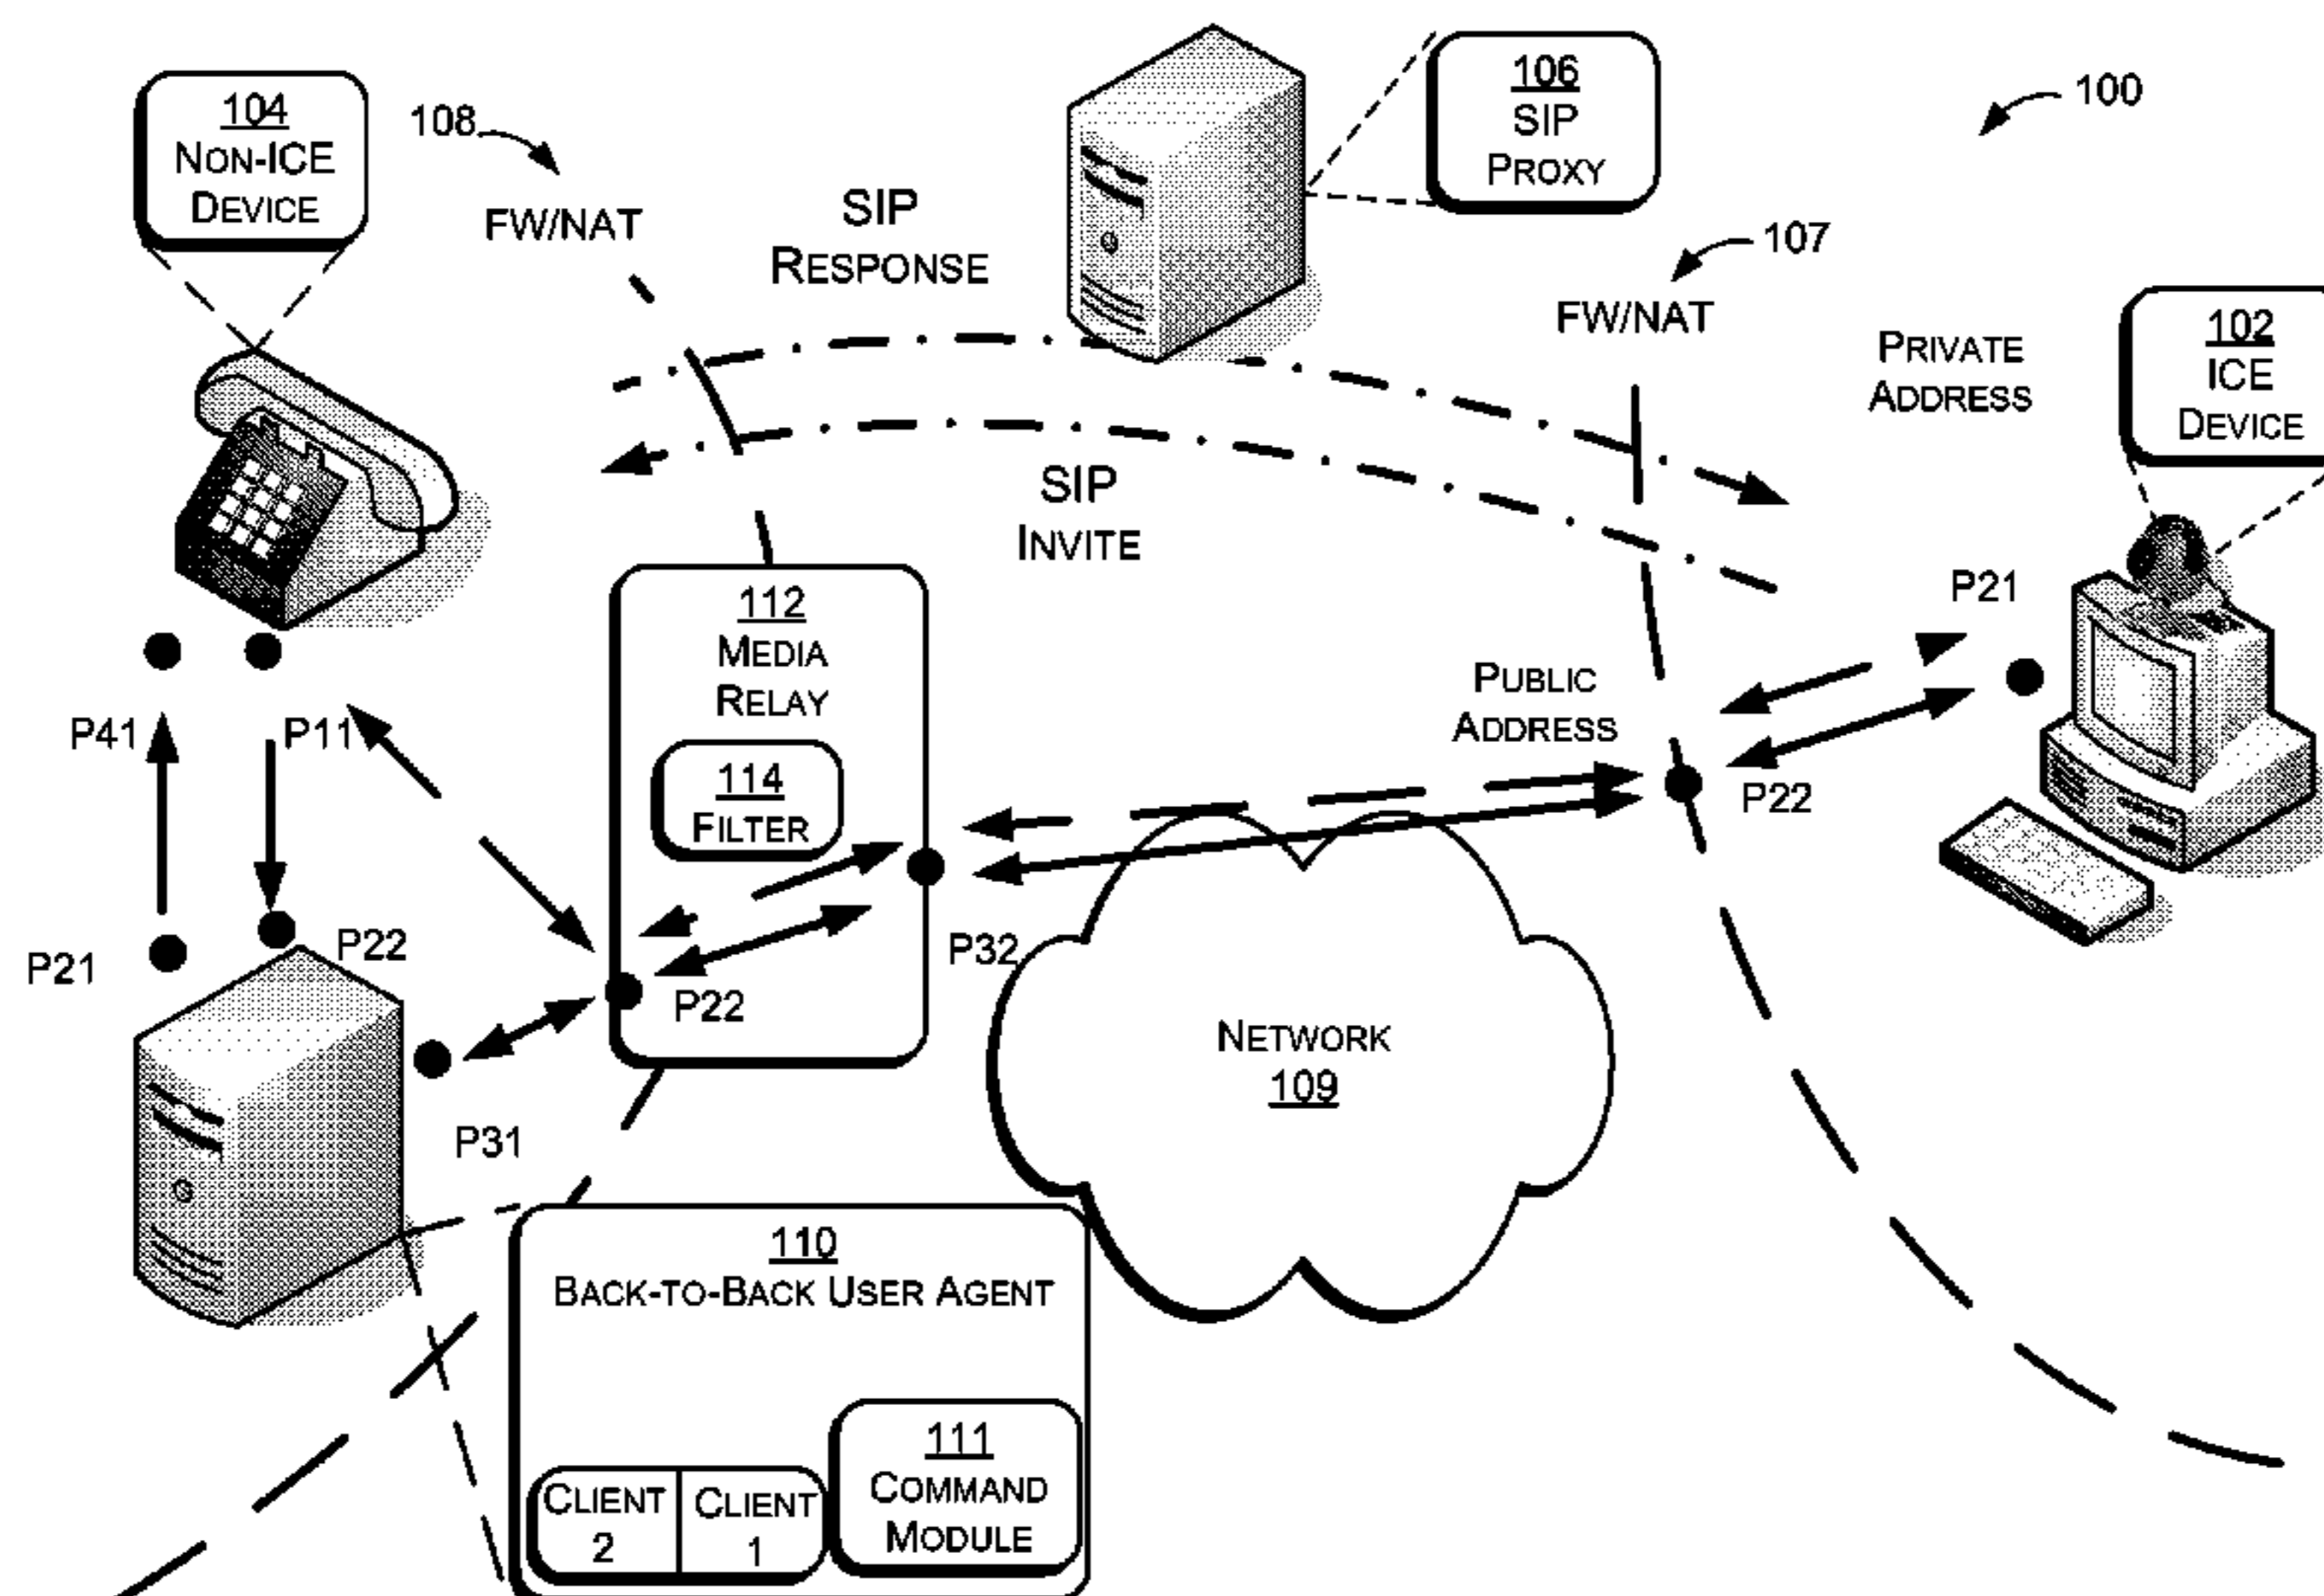 104
NON-ICE
DEVICE
108
FW/NAT
SIP
RESPONSE
106
SIP
PROXY
100
107
FW/NAT
PRIVATE
ADDRESS
102
ICE
DEVICE
SIP
INVITE
P21
112
MEDIA
RELAY
PUBLIC
ADDRESS
P41
P11
114
FILTER
P22
P21
P22
P32
P22
NETWORK
109
P31
110
BACK-TO-BACK USER AGENT
CLIENT
2
CLIENT
1
111
COMMAND
MODULE